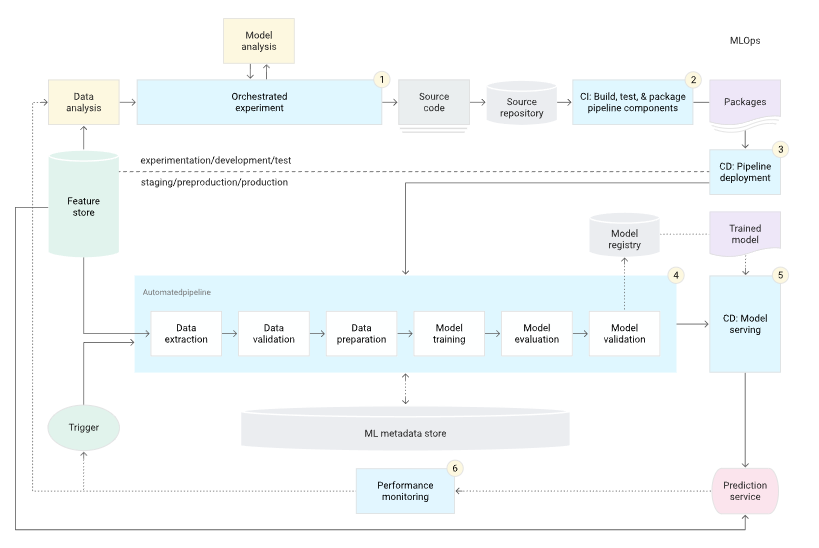 Model
analysis
MLOps
1
2
Data
analysis
Orchestrated
experiment
Source
code
Source
repository
CI: Build, test, & package
pipeline components
Packages
3
experimentation/development/test
CD: Pipeline
deployment
staging/preproduction/production
Feature
store
Model
registry
Trained
model
4
5
Automatedpipeline
Data
extraction
Data
validation
Data
preparation
Model
training
Model
evaluation
Model
validation
CD: Model
serving
Trigger
ML metadata store
6
Performance
monitoring
Prediction
service